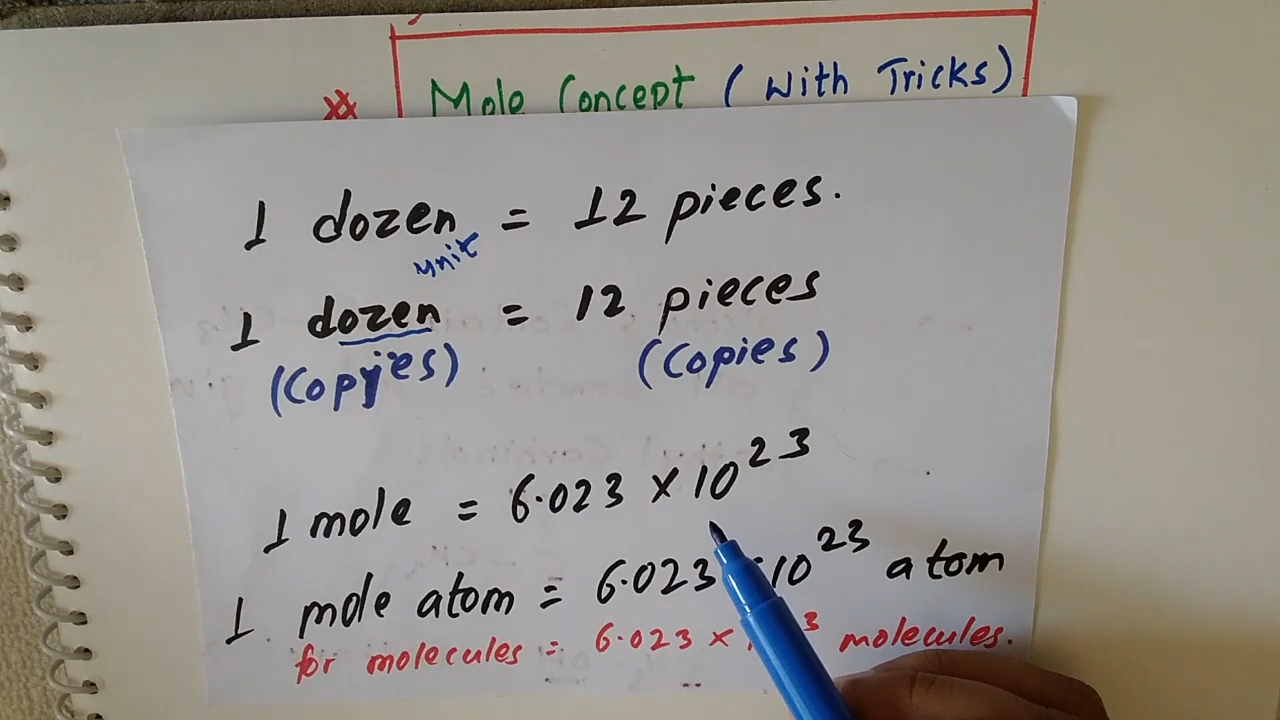 Mole Concept (With Tricks)
1 dozen = 12 pieces.
unit
1 dozen = 12 pieces
(Copies) (Copies)
1 mole = 6.023 × 10²³
1 mole atom = 6.023 × 10²³ atom
for molecules = 6.023 × 3 molecules.